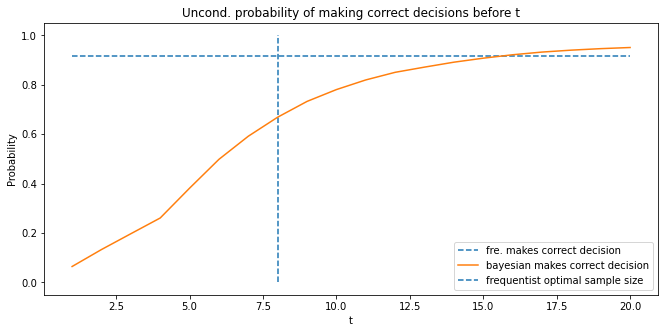 Uncond. probability of making correct decisions before t
1.0
0.8
0.6
0.4
0.2
0.0
Probability
fre. makes correct decision
bayesian makes correct decision
frequentist optimal sample size
2.5 5.0 7.5 10.0 12.5 15.0 17.5 20.0
t